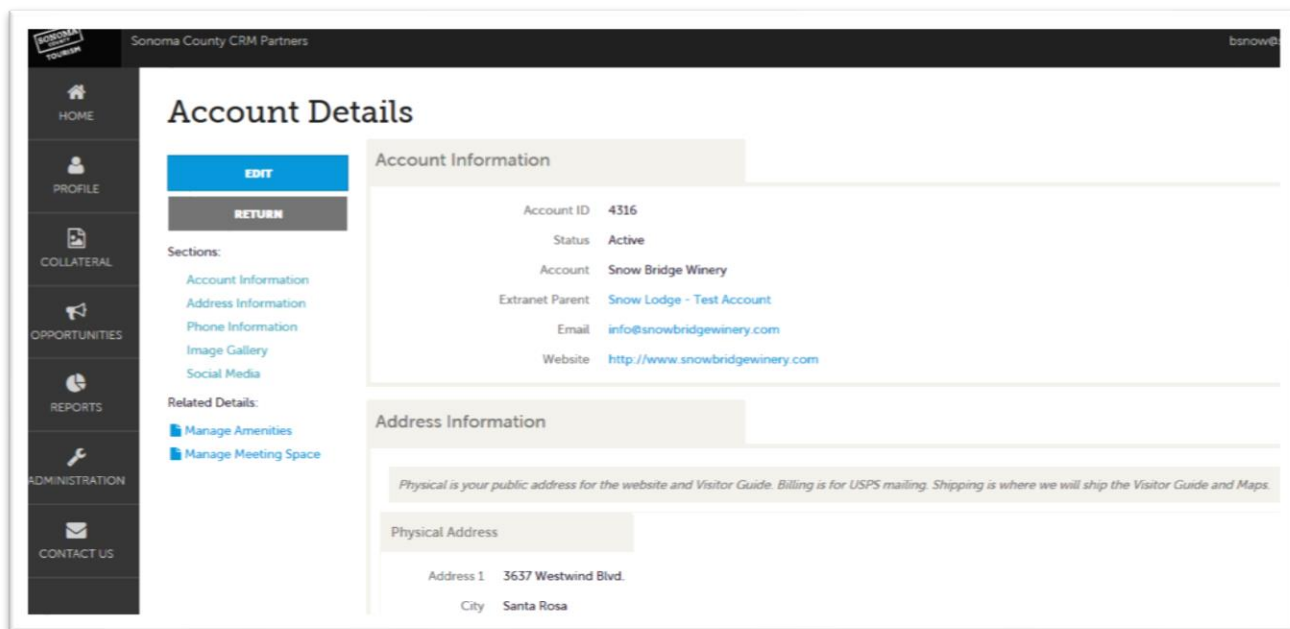 SONOMA
COUNTY
TOURISM
Sonoma County CRM Partners
bsnow@
HOME
PROFILE
COLLATERAL
OPPORTUNITIES
REPORTS
ADMINISTRATION
CONTACT US
Account Details
EDIT
RETURN
Sections:
Account Information
Address Information
Phone Information
Image Gallery
Social Media
Related Details:
Manage Amenities
Manage Meeting Space
Account Information
Account ID 4316
Status Active
Account Snow Bridge Winery
Extranet Parent Snow Lodge - Test Account
Email info@snowbridgewinery.com
Website http://www.snowbridgewinery.com
Address Information
Physical is your public address for the website and Visitor Guide. Billing is for USPS mailing. Shipping is where we will ship the Visitor Guide and Maps.
Physical Address
Address 1 3637 Westwind Blvd.
City Santa Rosa